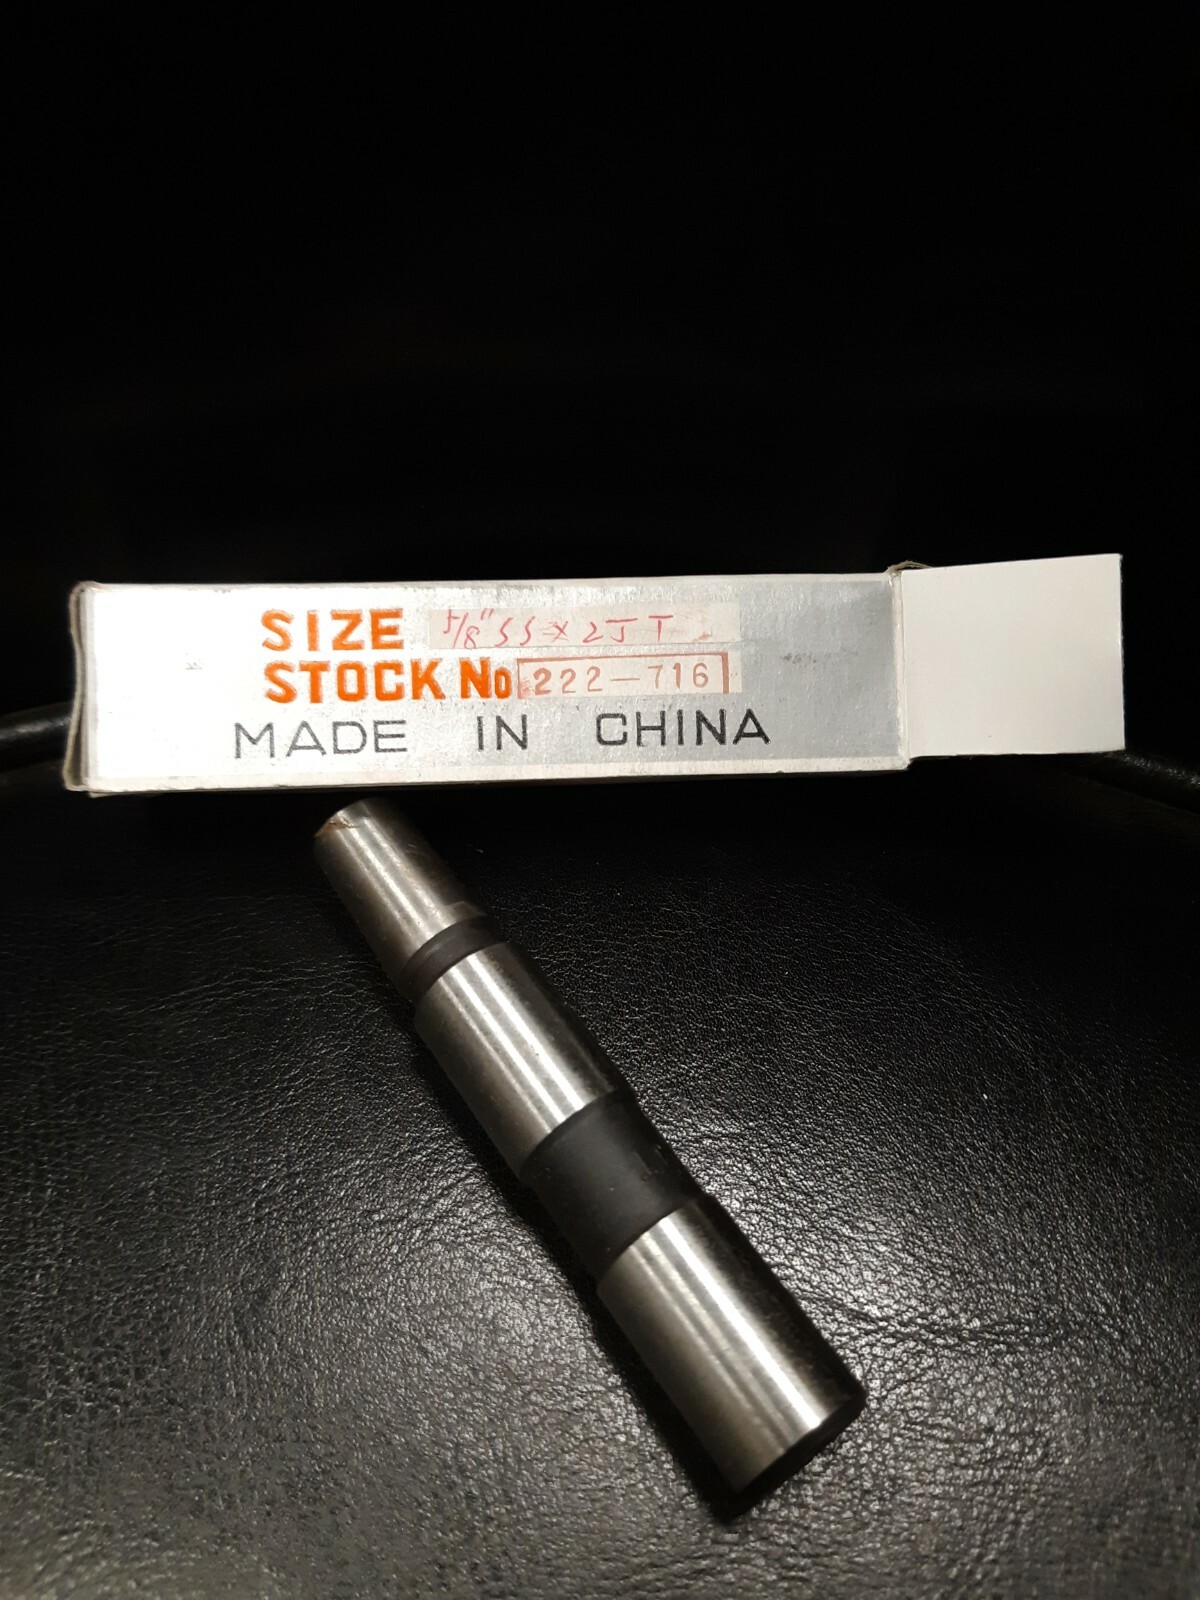 SIZE 5/8" SS X 2JT
STOCK No 222-716
MADE IN CHINA